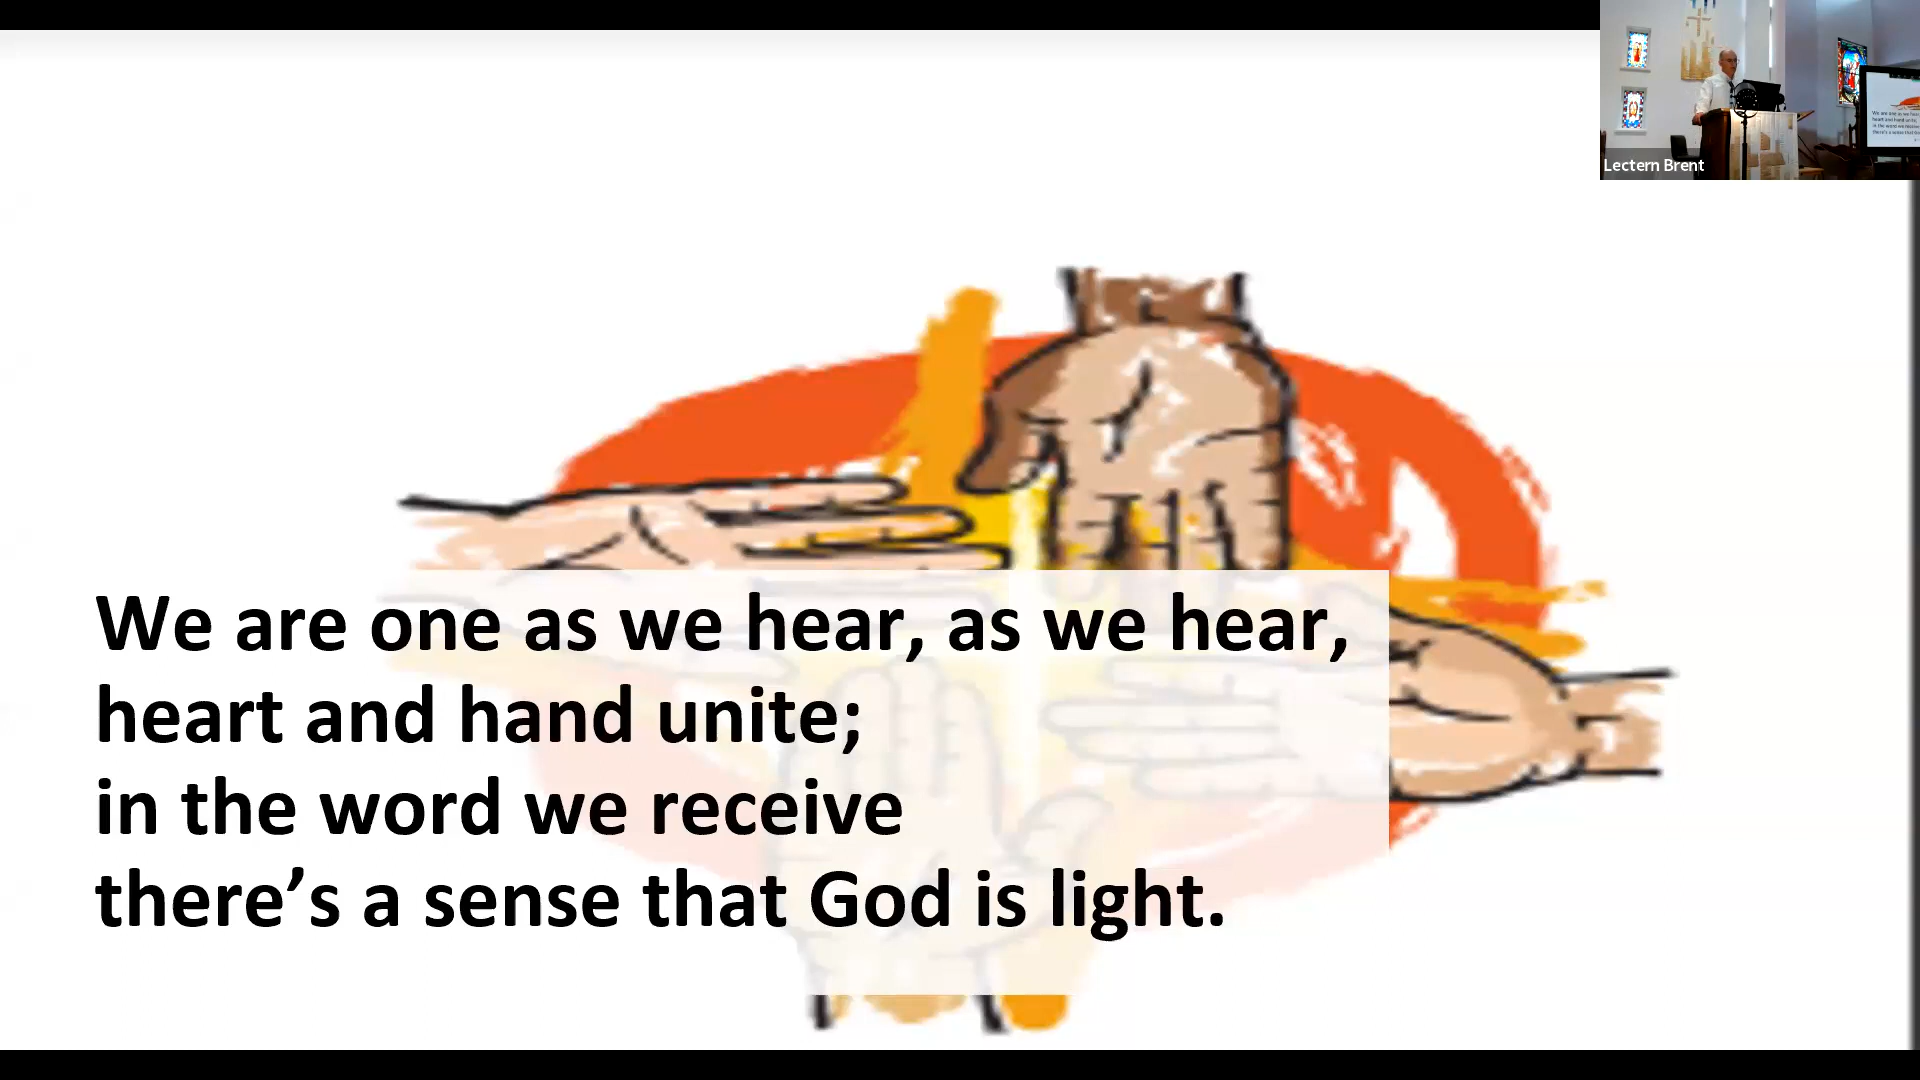 Lectern Brent
We are one as we hear, as we hear,
heart and hand unite;
in the word we receive
there’s a sense that God is light.